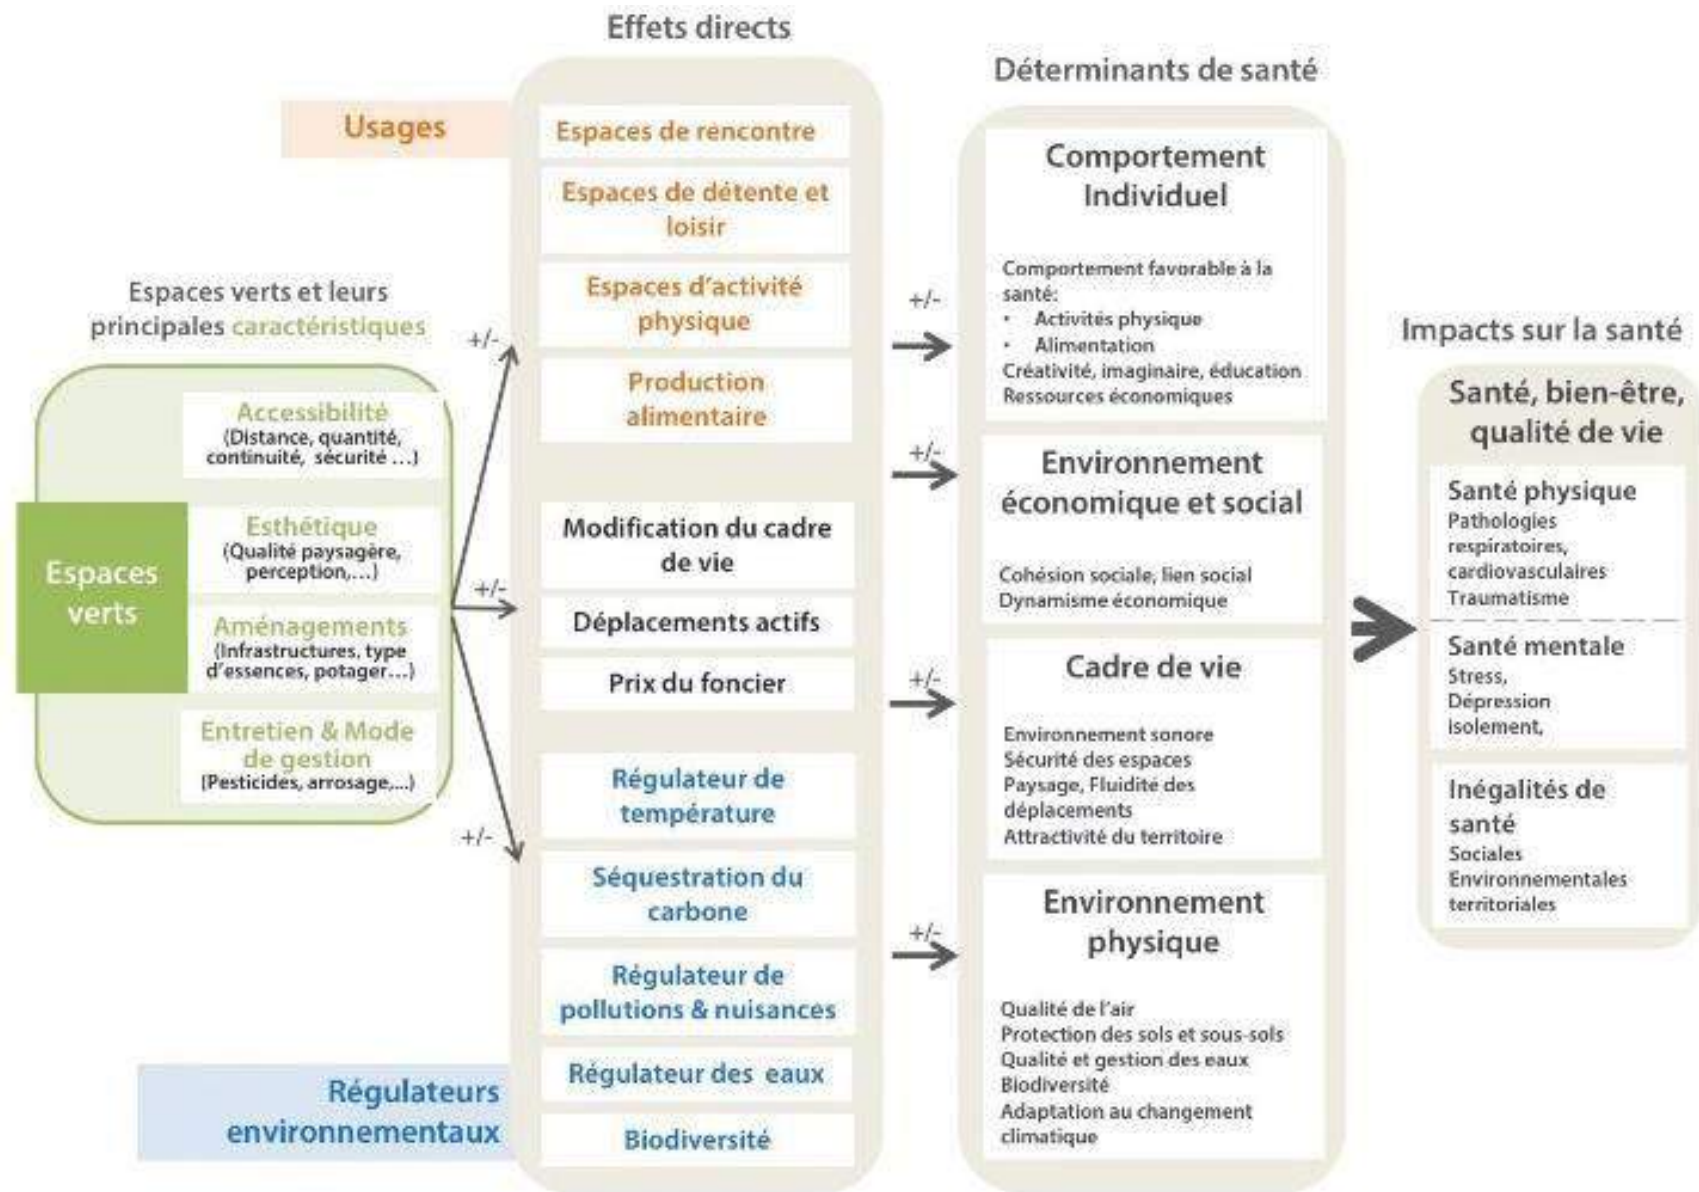 Effets directs
Déterminants de santé
Usages
Espaces de rencontre
Espaces de détente et
loisir
Espaces d'activité
physique
Production
alimentaire
Espaces verts et leurs
principales caractéristiques
Accessibilité
(Distance, quantité,
continuité, sécurité ...)
Esthétique
(Qualité paysagère,
perception,...)
Espaces
verts
Aménagements
(Infrastructures, type
d'essences, potager...)
Entretien & Mode
de gestion
(Pesticides, arrosage,...)
+/-
+/-
+/-
Modification du cadre
de vie
Déplacements actifs
Prix du foncier
Régulateur de
température
Séquestration du
carbone
Régulateur de
pollutions & nuisances
Régulateur des eaux
Biodiversité
Régulateurs
environnementaux
+/-
+/-
+/-
+/-
Comportement
Individuel
Comportement favorable à la
santé:
• Activités physique
• Alimentation
Créativité, imaginaire, éducation
Ressources économiques
Environnement
économique et social
Cohésion sociale, lien social
Dynamisme économique
Cadre de vie
Environnement sonore
Sécurité des espaces
Paysage, Fluidité des
déplacements
Attractivité du territoire
Environnement
physique
Qualité de l'air
Protection des sols et sous-sols
Qualité et gestion des eaux
Biodiversité
Adaptation au changement
climatique
Impacts sur la santé
Santé, bien-être,
qualité de vie
Santé physique
Pathologies
respiratoires,
cardiovasculaires
Traumatisme
Santé mentale
Stress,
Dépression
isolement,
Inégalités de
santé
Sociales
Environnementales
territoriales